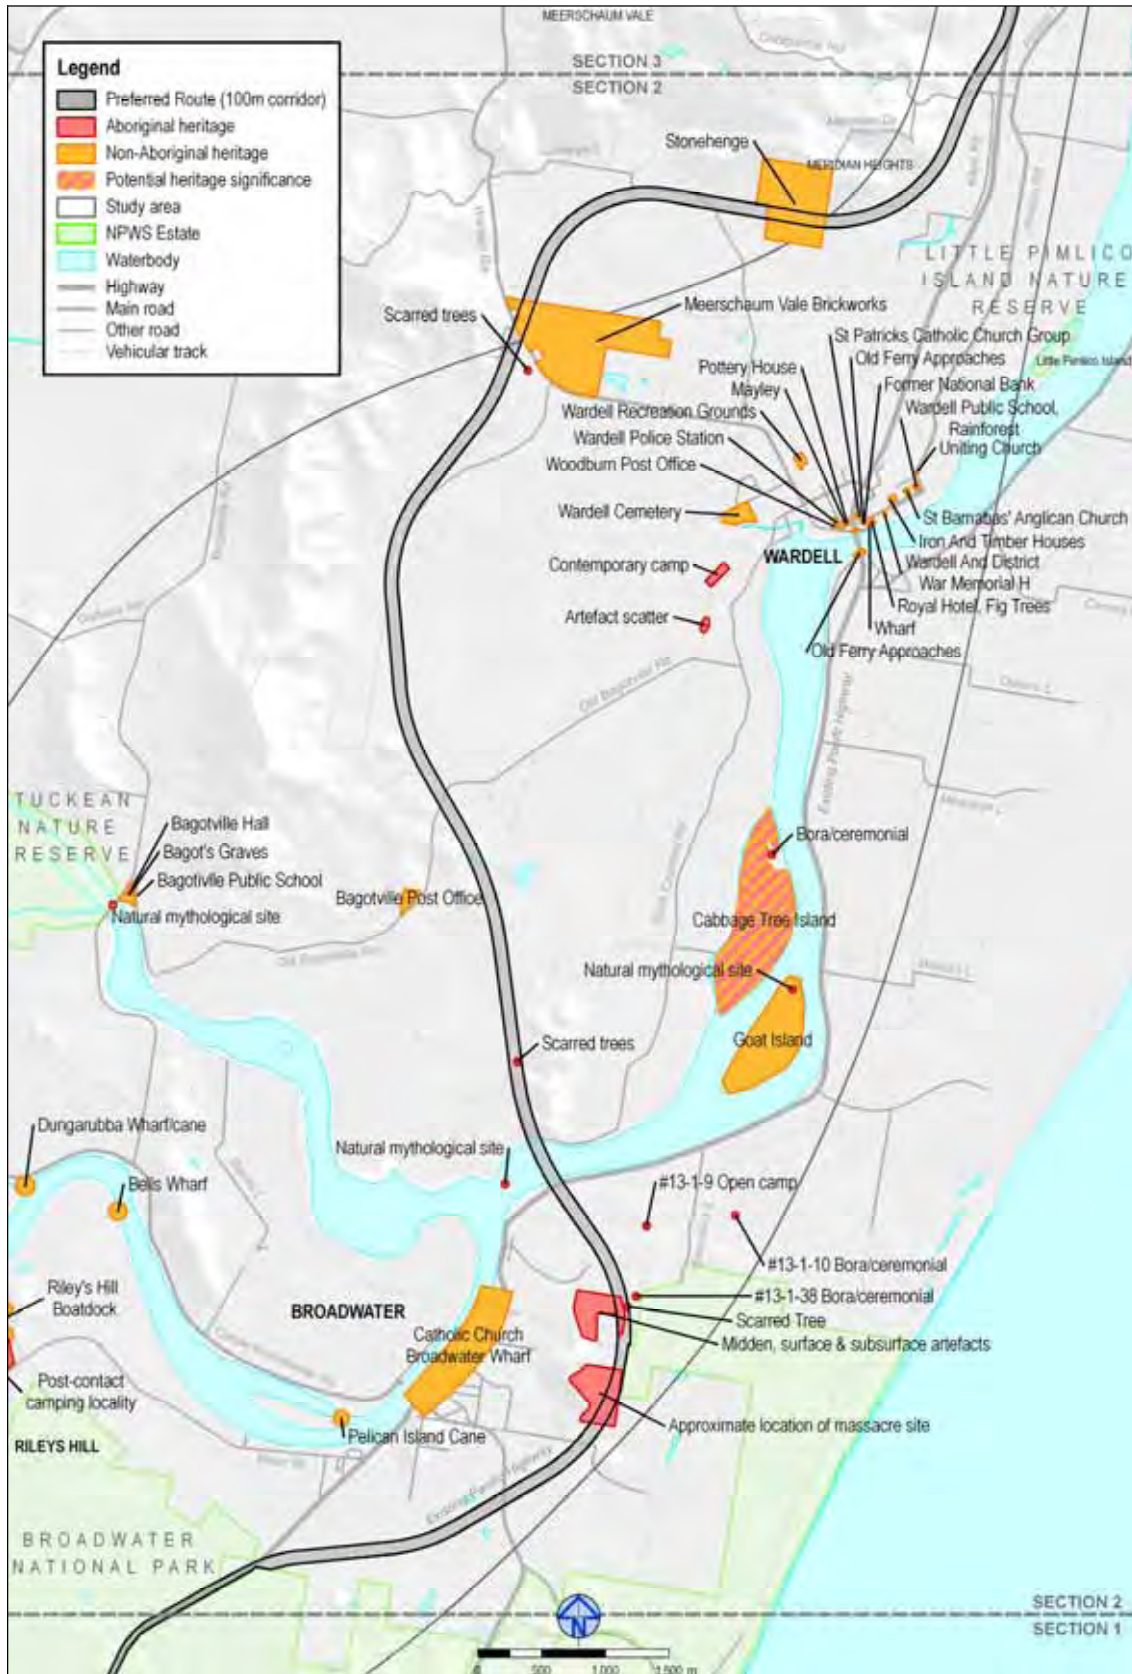 MEERSCHAUM VALE
SECTION 3
SECTION 2
Legend
Preferred Route (100m corridor)
Aboriginal heritage
Non-Aboriginal heritage
Potential heritage significance
Study area
NPWS Estate
Waterbody
Highway
Main road
Other road
Vehicular track
Stonehenge
MERIDIAN HEIGHTS
LITTLE PIMLICO
ISLAND NATURE
RESERVE
Little Pimlico Island
Scarred trees
Meerschaum Vale Brickworks
St Patricks Catholic Church Group
Old Ferry Approaches
Pottery House
Mayley
Former National Bank
Wardell Recreation Grounds
Wardell Public School,
Rainforest
Wardell Police Station
Uniting Church
Woodburn Post Office
Wardell Cemetery
St Barnabas' Anglican Church
Iron And Timber Houses
WARDELL
Wardell And District
War Memorial H
Contemporary camp
Royal Hotel, Fig Trees
Artefact scatter
Wharf
Old Ferry Approaches
Old Bagotville Rd
Existing Pacific Highway
TUCKEAN
NATURE
RESERVE
Bagotville Hall
Bagot's Graves
Bagotivlle Public School
Natural mythological site
Bagotville Post Office
Bora/ceremonial
Cabbage Tree Island
Natural mythological site
Goat Island
Scarred trees
Dungarubba Wharf/cane
Bells Wharf
Natural mythological site
#13-1-9 Open camp
#13-1-10 Bora/ceremonial
#13-1-38 Bora/ceremonial
Scarred Tree
Midden, surface & subsurface artefacts
Riley's Hill
Boatdock
BROADWATER
Catholic Church
Broadwater Wharf
Post-contact
camping locality
Approximate location of massacre site
RILEYS HILL
Pelican Island Cane
Existing Pacific Highway
BROADWATER
NATIONAL PARK
SECTION 2
SECTION 1
N
0 500 1,000 1,500 m